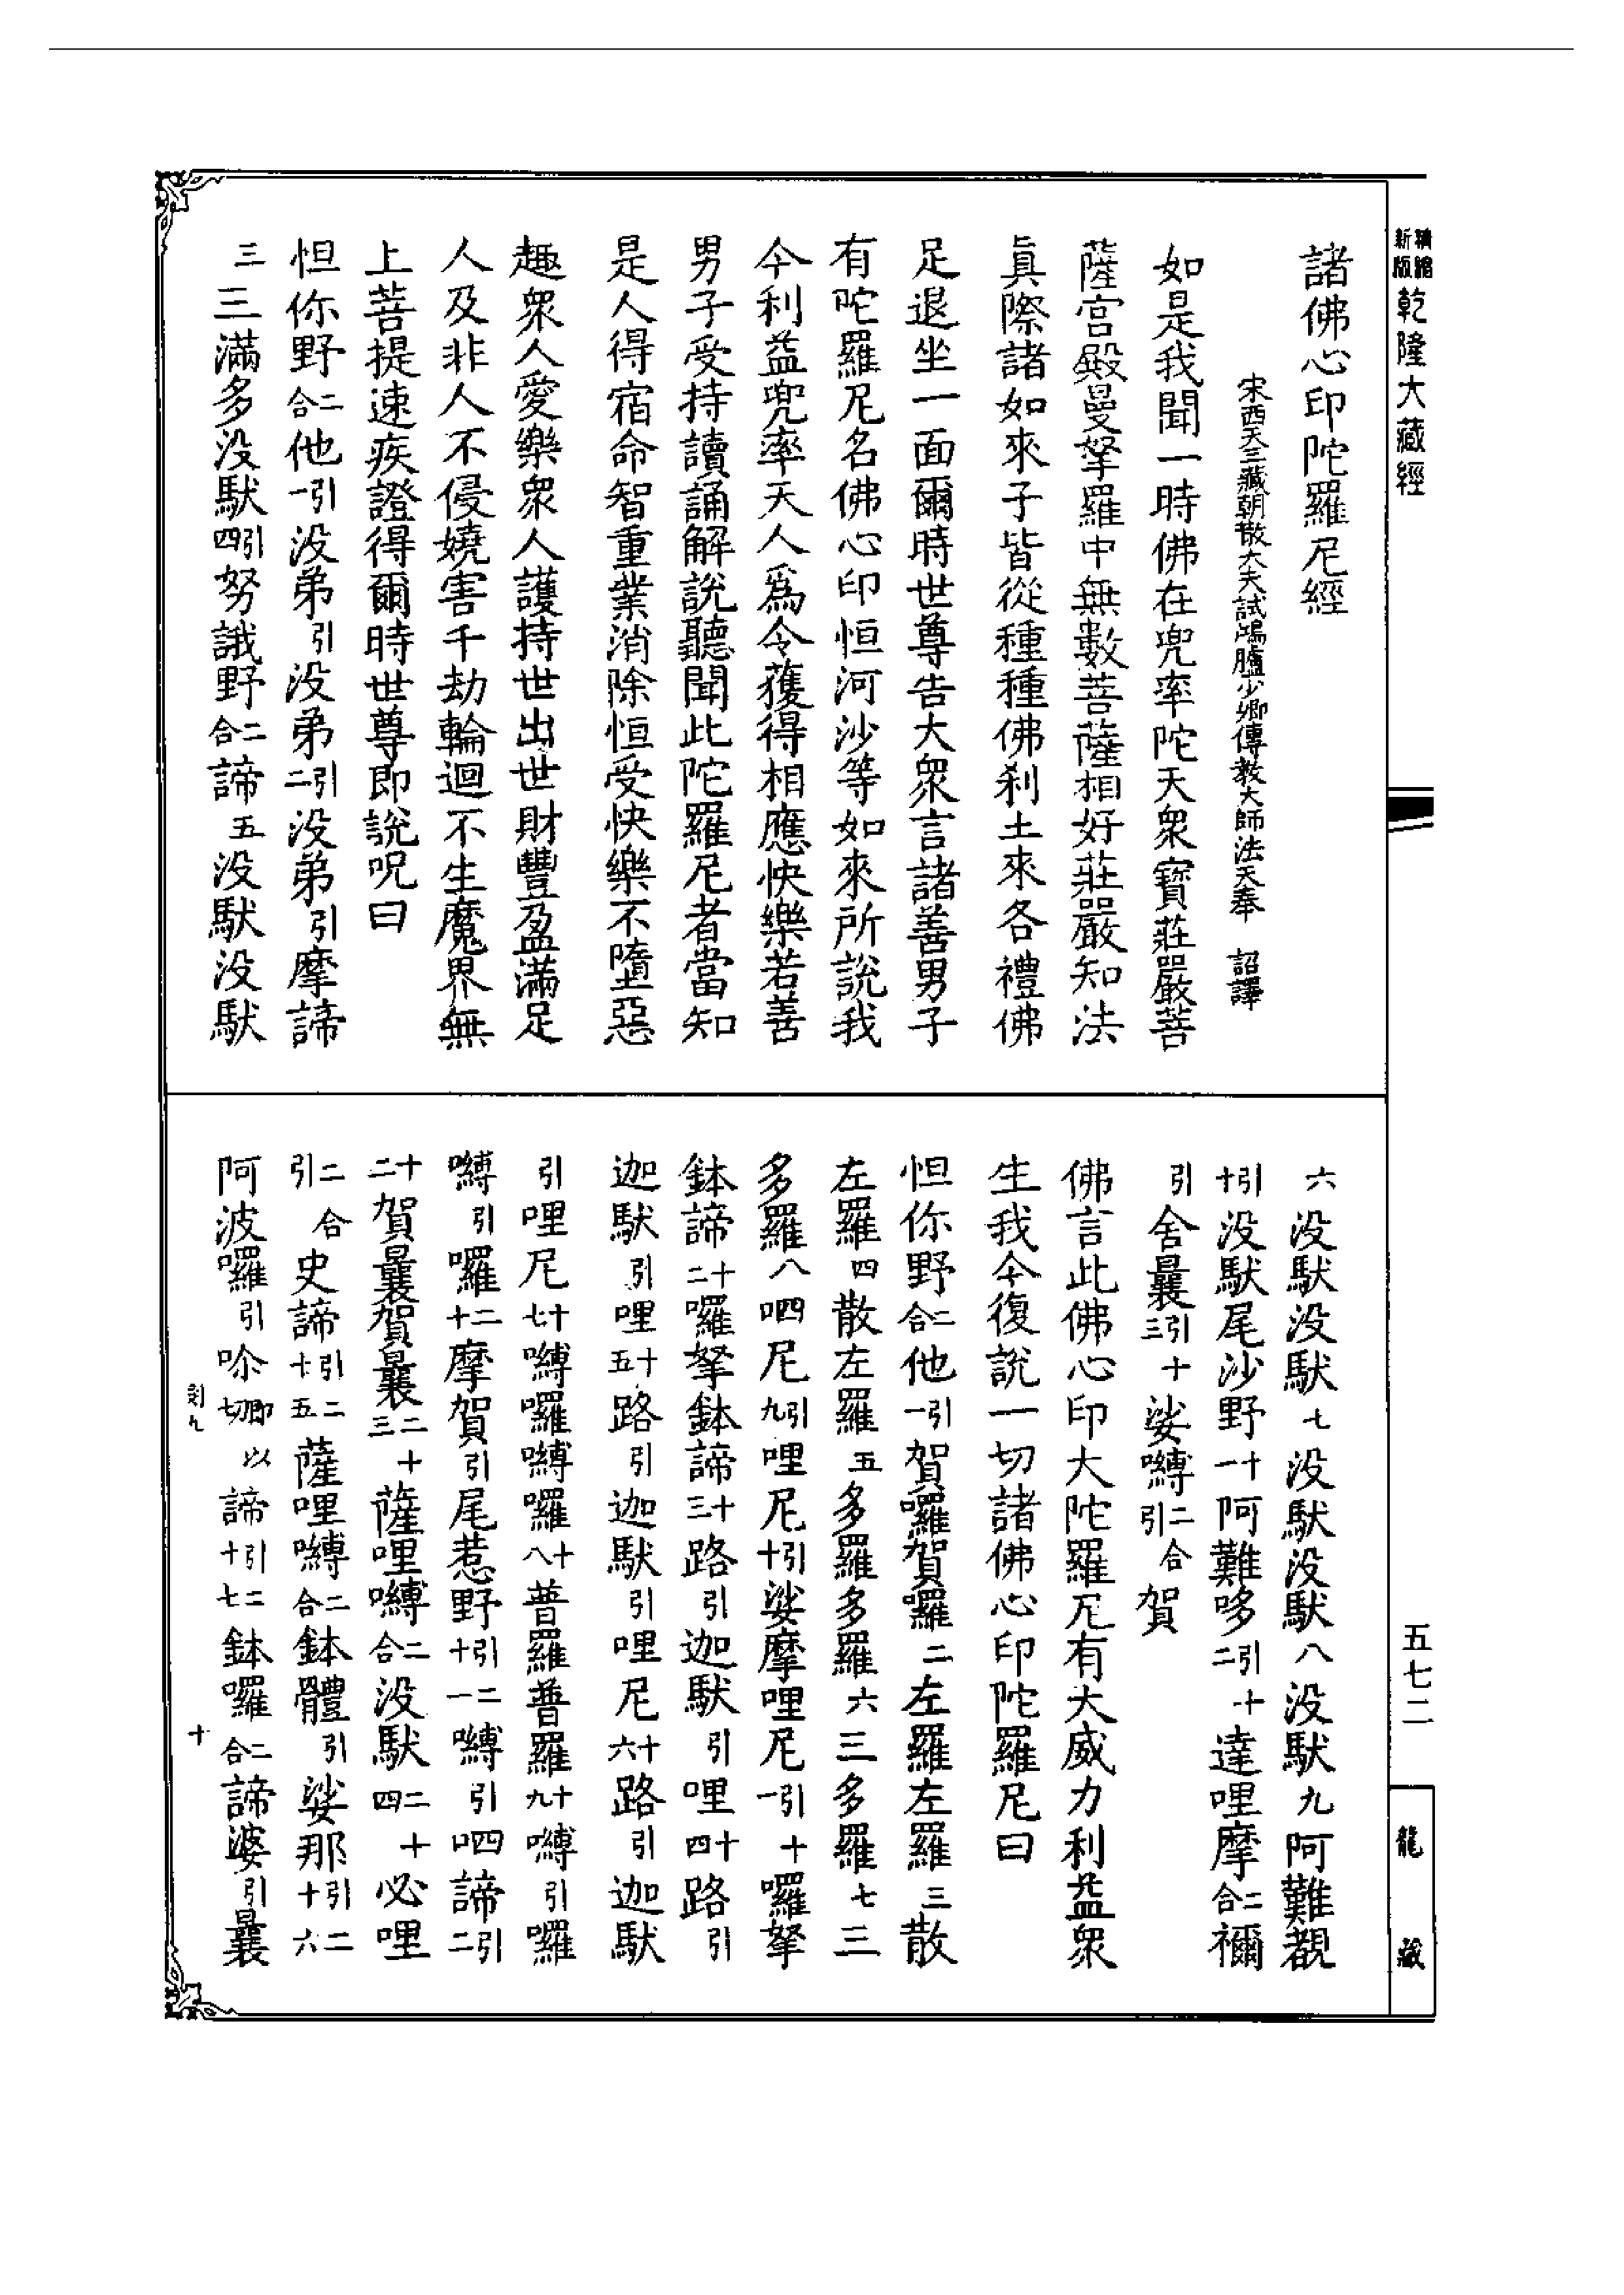 新版精縮乾隆大藏經
五七二
龍藏
諸佛心印陀羅尼經
宋西天三藏朝散大夫試鴻臚少卿傳教大師法天奉 詔譯
如是我聞一時佛在兜率陀天衆寶莊嚴菩
薩宮殿曼拏羅中無數菩薩相好莊嚴知法
眞際諸如來子皆從種種佛刹土來各禮佛
足退坐一面爾時世尊告大衆言諸善男子
有陀羅尼名佛心印恒河沙等如來所說我
今利益兜率天人爲令獲得相應快樂若善
男子受持讀誦解說聽聞此陀羅尼者當知
是人得宿命智重業消除恒受快樂不墮惡
趣衆人愛樂衆人護持世出世財豐盈滿足
人及非人不侵嬈害千劫輪迴不生魔界無
上菩提速疾證得爾時世尊即說呪曰
怛你野二合他引一没弟引没弟引二没弟引摩諦
三三滿多没馱引四努誐野二合諦五没馱没馱
六没馱没馱七没馱没馱八没馱九阿難覩
引十没馱尾沙野十一阿難哆引十二達哩摩二合禰
引舍曩引十三娑嚩二合引賀
佛言此佛心印大陀羅尼有大威力利益衆
生我今復說一切諸佛心印陀羅尼曰
怛你野二合他引一賀囉賀囉二左羅左羅三散
左羅四散左羅五多羅多羅六三多羅七三
多羅八呬尼引九哩尼引十娑摩哩尼引十一囉拏
鉢諦十二囉拏鉢諦十三路引迦馱引哩十四路引
迦馱引哩十五路引迦馱引哩尼十六路引迦馱
引哩尼十七嚩囉嚩囉十八普羅普羅十九嚩引囉
嚩引囉二十摩賀引尾惹野引二十一嚩引呬諦引二
十二賀曩賀曩二十三薩哩嚩二合没馱二十四必哩
二合引史諦引二十五薩哩嚩二合鉢體引娑那引二十六
阿波囉引吤卿以切諦引二十七鉢囉二合諦婆引曩
刻九
十